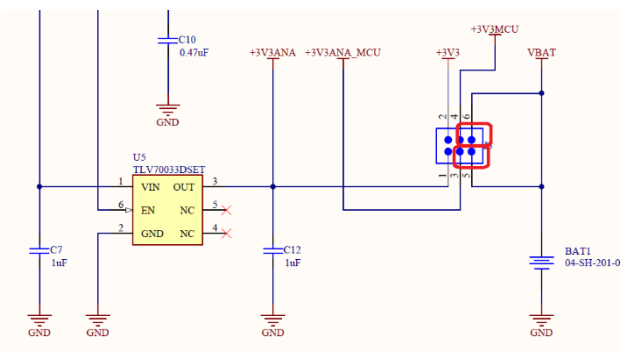 +3V3MCU
C10
0.47uF
+3V3ANA
+3V3ANA_MCU
+3V3
VBAT
GND
2
4
6
U5
TLV70033DSET
1
VIN
OUT
3
6
EN
NC
5
2
GND
NC
4
1
3
5
C7
1uF
C12
1uF
BAT1
04-SH-201-0
GND
GND
GND
GND